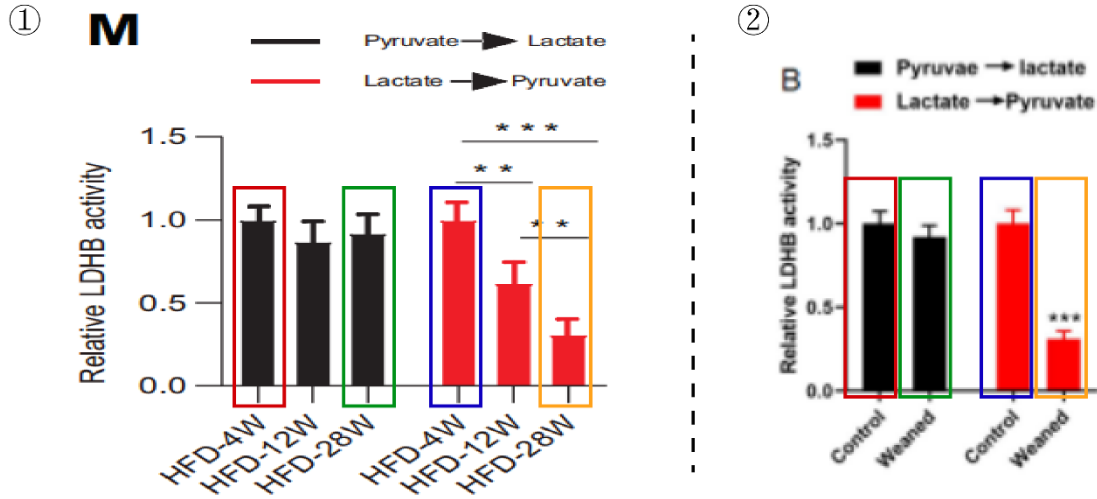 ①
M
Pyruvate → Lactate
Lactate → Pyruvate
Relative LDHB activity
1.5
1.0
0.5
0.0
***
**
**
HFD-4W
HFD-12W
HFD-28W
HFD-4W
HFD-12W
HFD-28W
②
B
Pyruvae → lactate
Lactate → Pyruvate
Relative LDHB activity
1.5
1.0
0.5
0.0
***
Control
Weaned
Control
Weaned